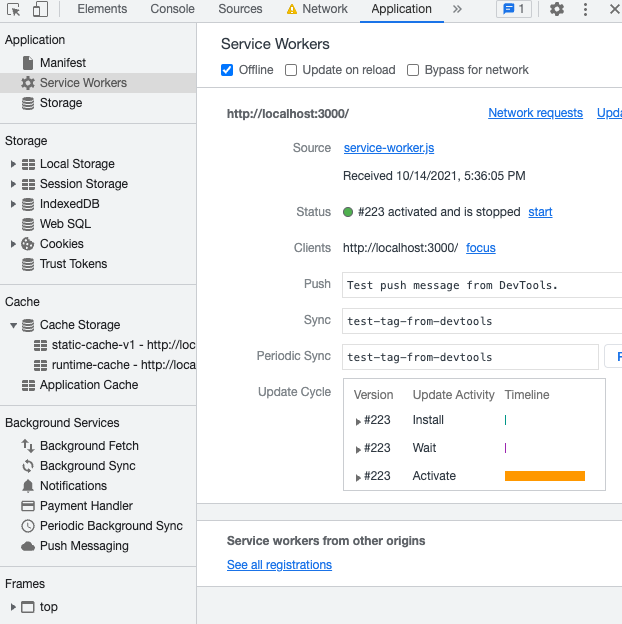 Elements Console Sources Network Application 1
Application
Manifest
Service Workers
Storage
Storage
Local Storage
Session Storage
IndexedDB
Web SQL
Cookies
Trust Tokens
Cache
Cache Storage
static-cache-v1 - http://loc
runtime-cache - http://loca
Application Cache
Background Services
Background Fetch
Background Sync
Notifications
Payment Handler
Periodic Background Sync
Push Messaging
Frames
top
Service Workers
Offline Update on reload Bypass for network
http://localhost:3000/ Network requests Upda
Source service-worker.js
Received 10/14/2021, 5:36:05 PM
Status #223 activated and is stopped start
Clients http://localhost:3000/ focus
Push Test push message from DevTools.
Sync test-tag-from-devtools
Periodic Sync test-tag-from-devtools
Update Cycle Version Update Activity Timeline
#223 Install
#223 Wait
#223 Activate
Service workers from other origins
See all registrations